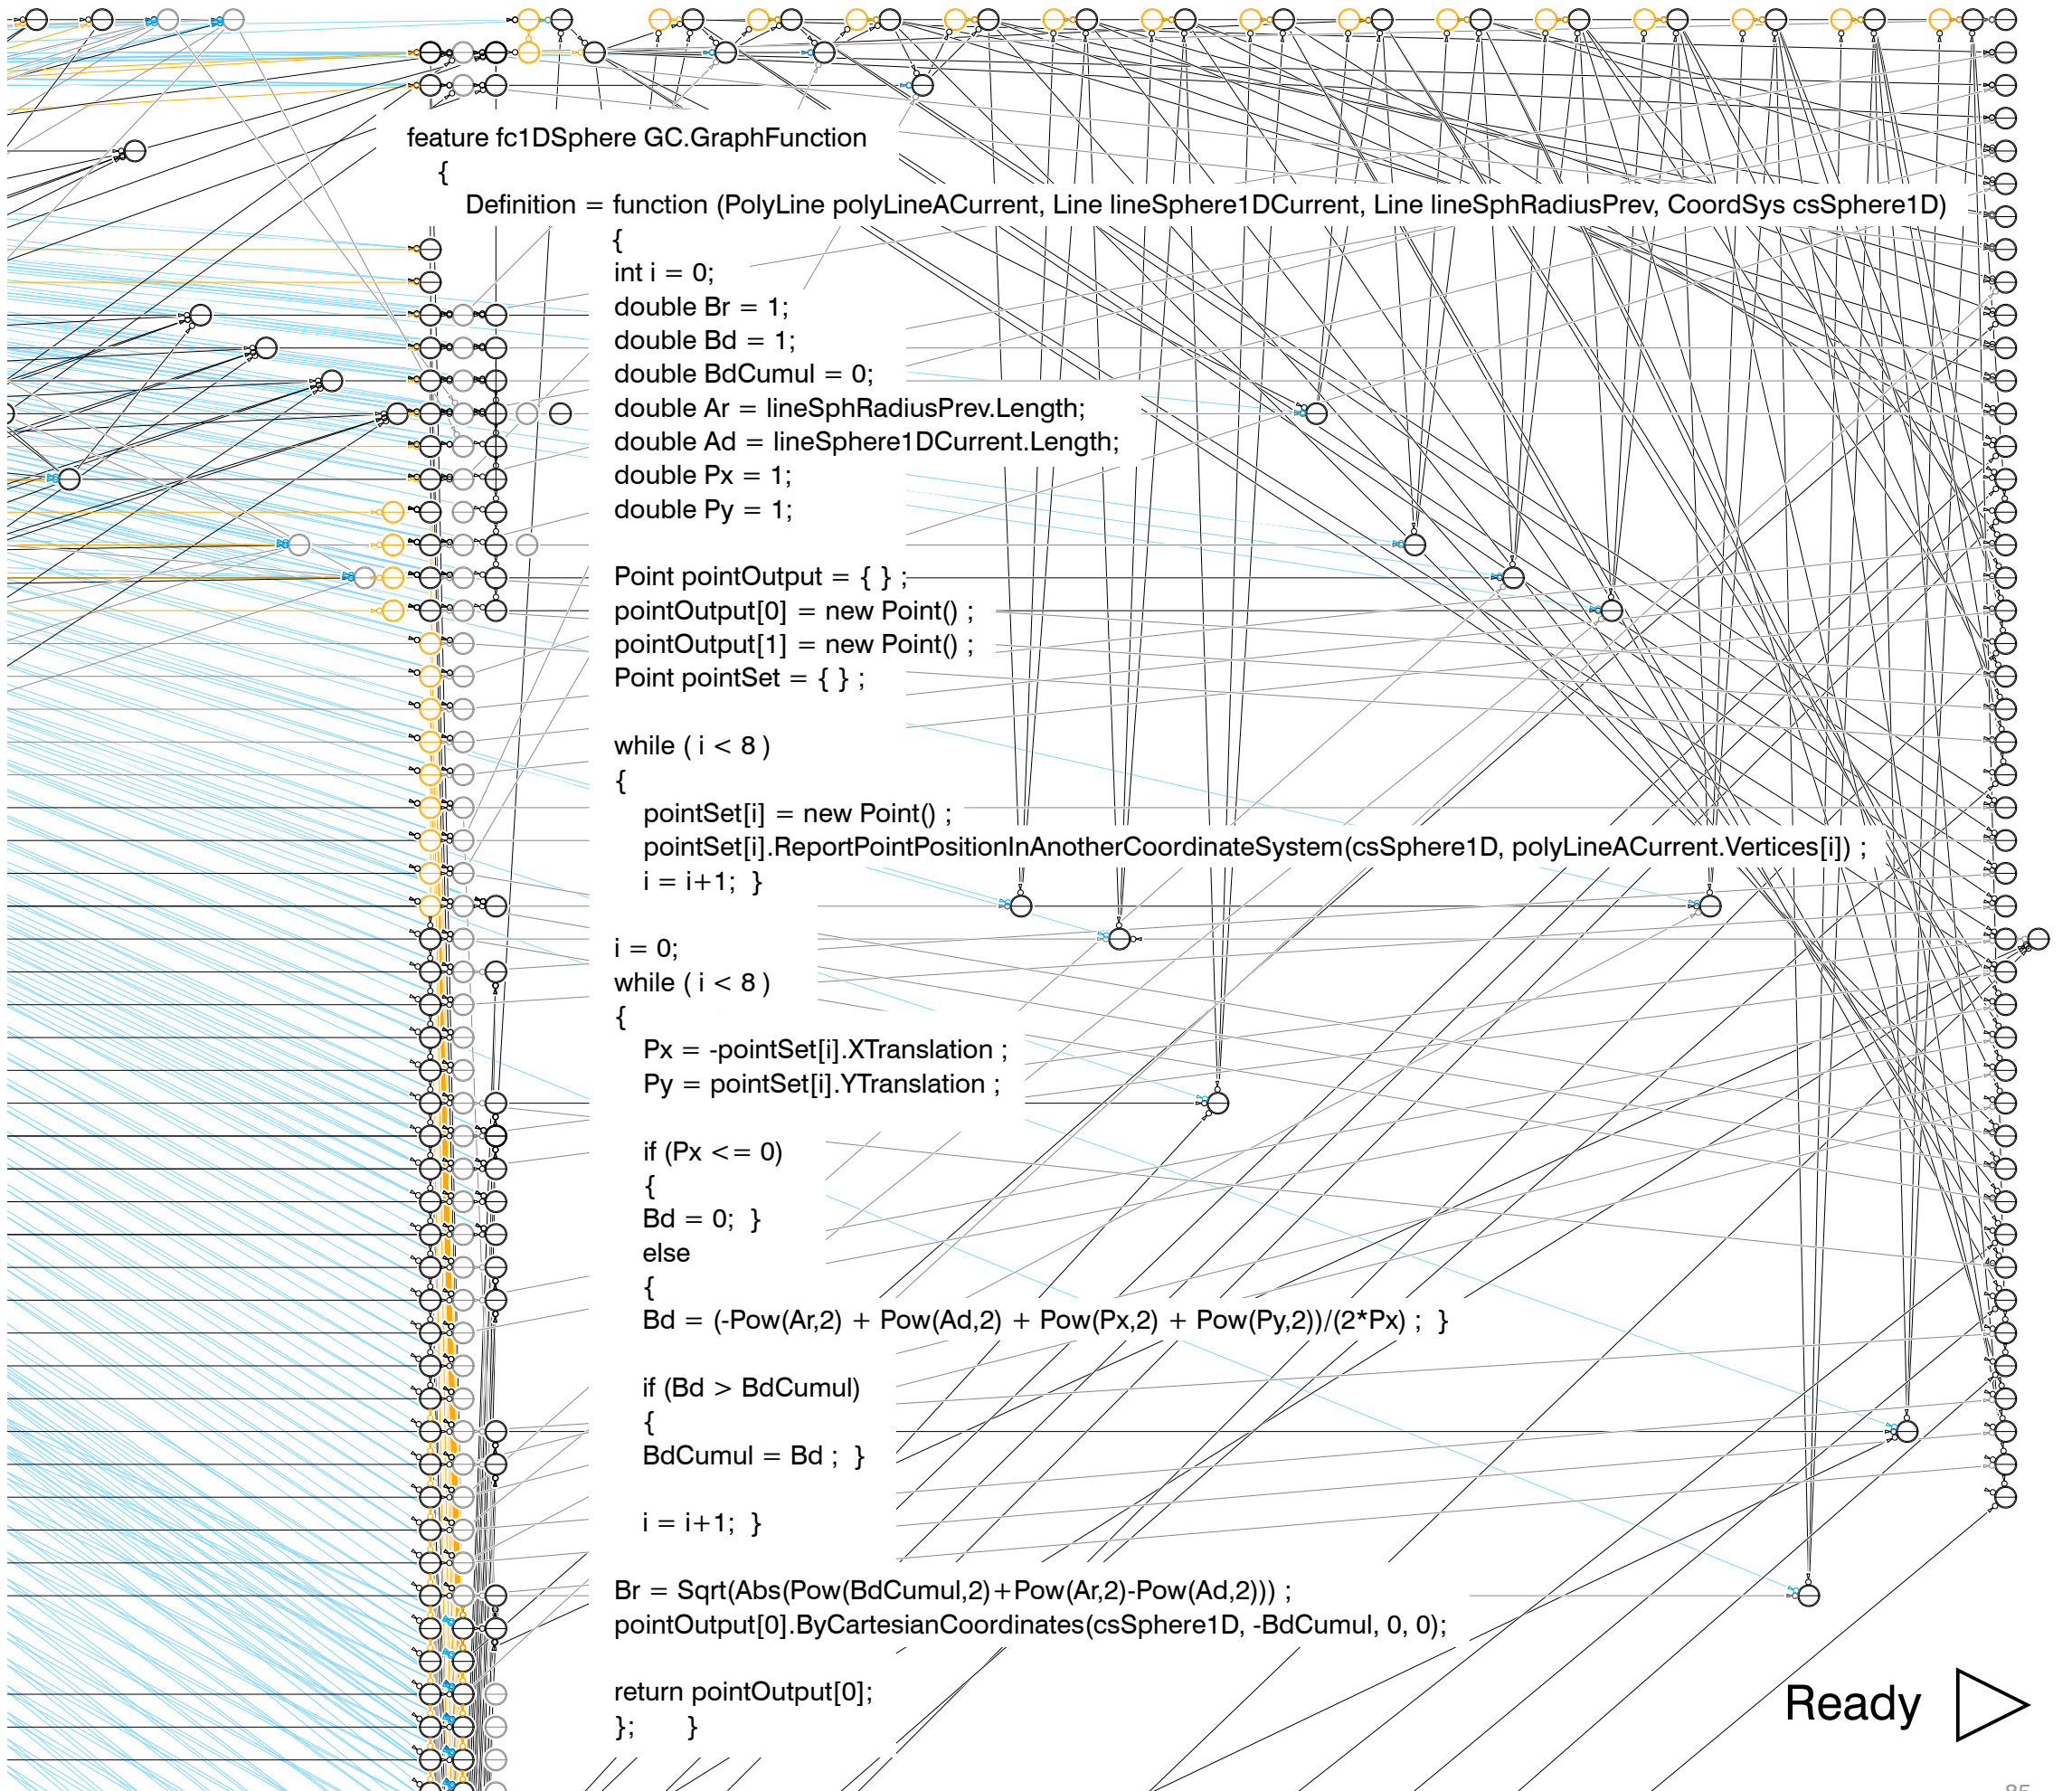 feature fc1DSphere GC.GraphFunction
{
Definition = function (PolyLine polyLineACurrent, Line lineSphere1DCurrent, Line lineSphRadiusPrev, CoordSys csSphere1D)
{
int i = 0;
double Br = 1;
double Bd = 1;
double BdCumul = 0;
double Ar = lineSphRadiusPrev.Length;
double Ad = lineSphere1DCurrent.Length;
double Px = 1;
double Py = 1;
Point pointOutput = { } ;
pointOutput[0] = new Point() ;
pointOutput[1] = new Point() ;
Point pointSet = { } ;
while ( i < 8 )
{
pointSet[i] = new Point() ;
pointSet[i].ReportPointPositionInAnotherCoordinateSystem(csSphere1D, polyLineACurrent.Vertices[i]) ;
i = i+1;  }
i = 0;
while ( i < 8 )
{
Px = -pointSet[i].XTranslation ;
Py = pointSet[i].YTranslation ;
if (Px <= 0)
{
Bd = 0;  }
else
{
Bd = (-Pow(Ar,2) + Pow(Ad,2) + Pow(Px,2) + Pow(Py,2))/(2*Px) ;  }
if (Bd > BdCumul)
{
BdCumul = Bd ;  }
i = i+1;  }
Br = Sqrt(Abs(Pow(BdCumul,2)+Pow(Ar,2)-Pow(Ad,2))) ;
pointOutput[0].ByCartesianCoordinates(csSphere1D, -BdCumul, 0, 0);
return pointOutput[0];
};      }
Ready